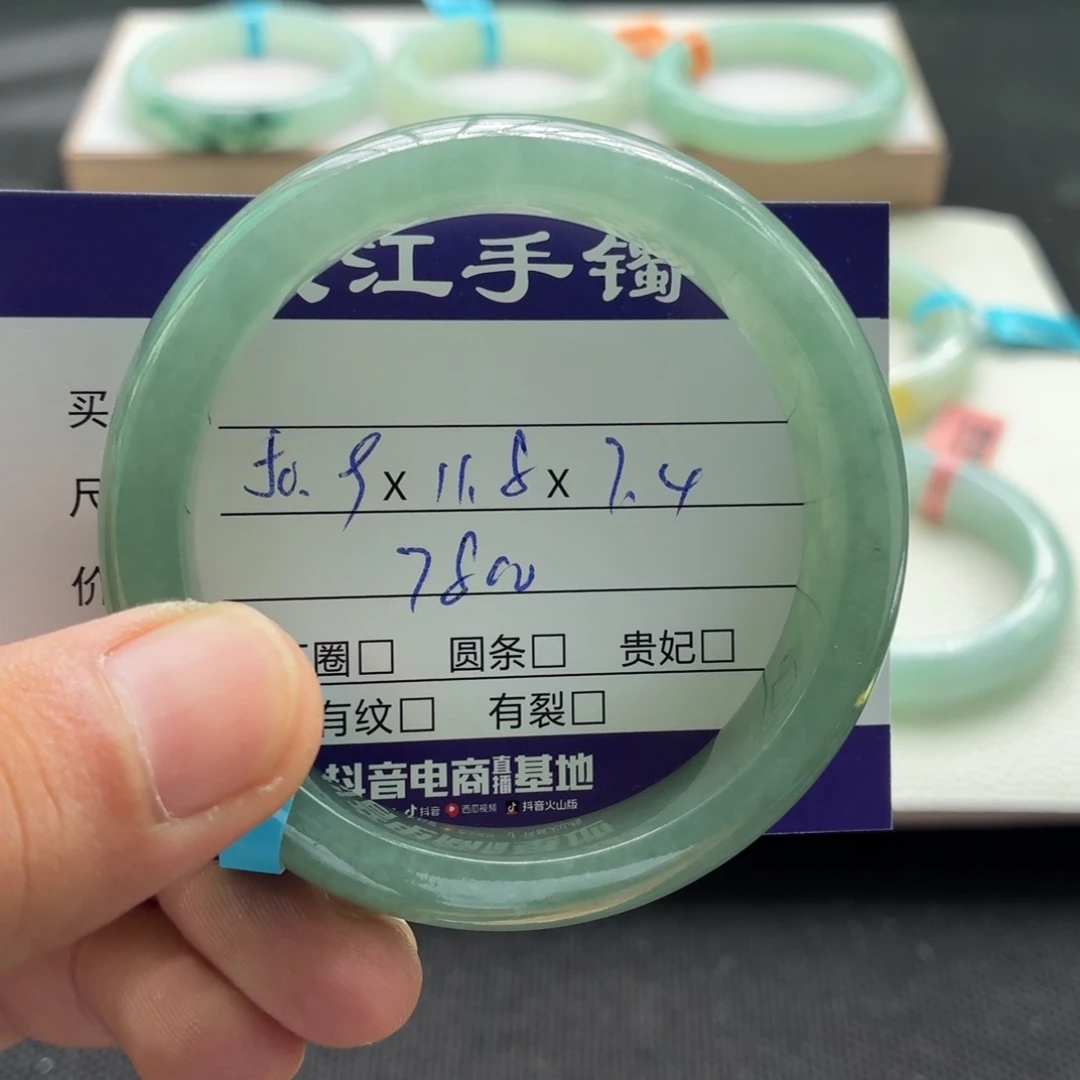 江手镯
买
尺 50.9 x 11.8 x 7.4
价 7800
圈□ 圆条□ 贵妃□
有纹□ 有裂□
抖音电商直播基地
抖音 西瓜视频 抖音火山版